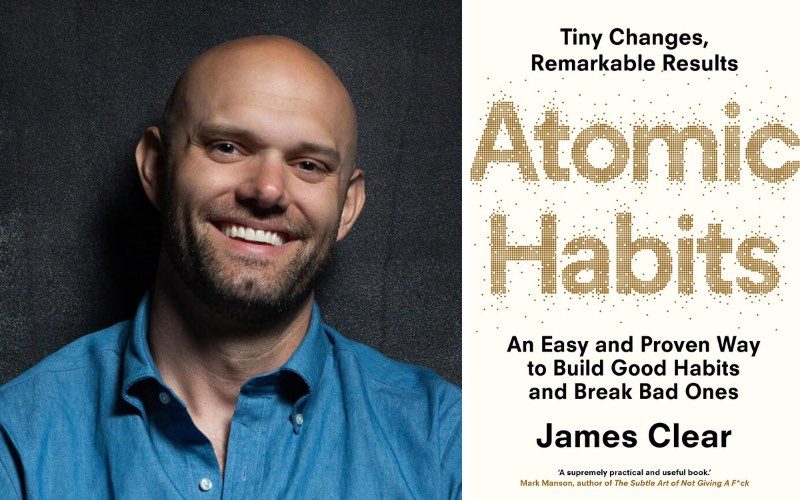 Tiny Changes,
Remarkable Results
Atomic
Habits
An Easy and Proven Way
to Build Good Habits
and Break Bad Ones
James Clear
‘A supremely practical and useful book.’
Mark Manson, author of The Subtle Art of Not Giving A F*ck